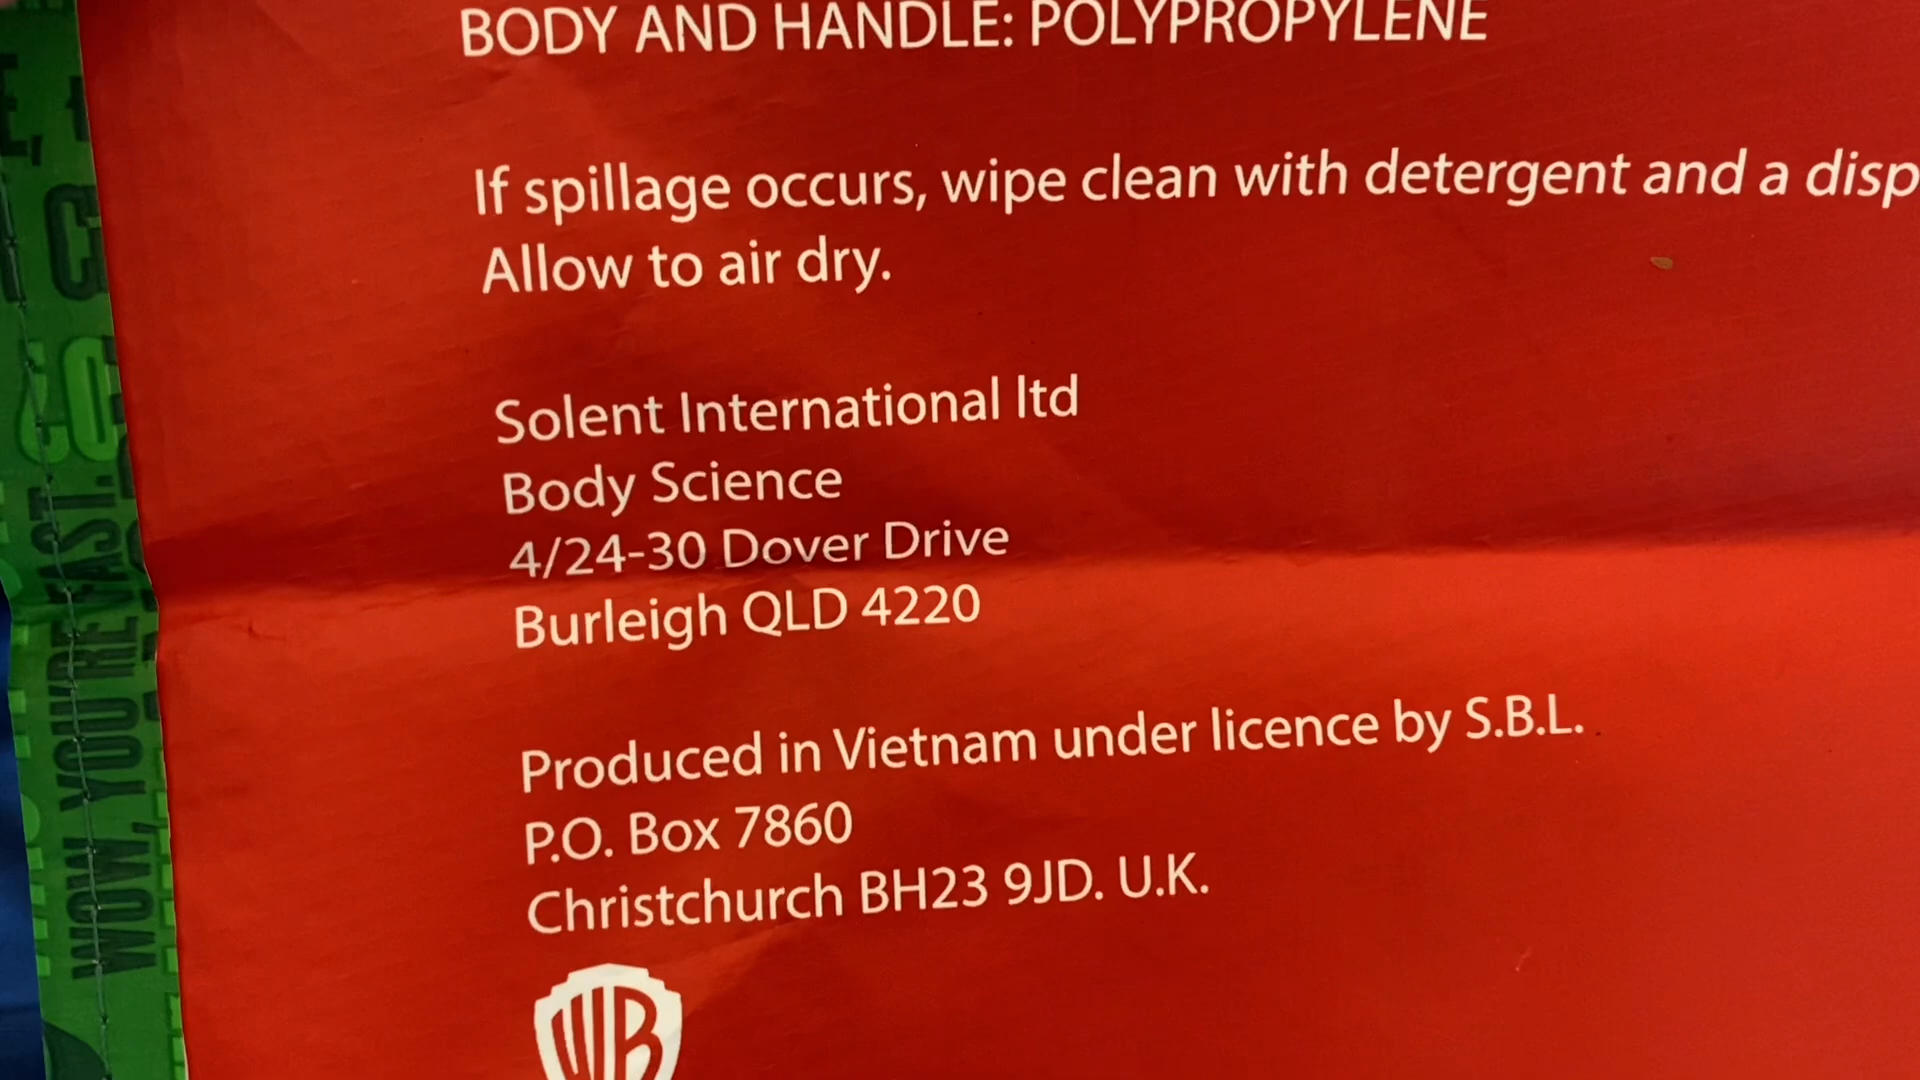 BODY AND HANDLE: POLYPROPYLENE
If spillage occurs, wipe clean with detergent and a disp
Allow to air dry.
Solent International ltd
Body Science
4/24-30 Dover Drive
Burleigh QLD 4220
Produced in Vietnam under licence by S.B.L.
P.O. Box 7860
Christchurch BH23 9JD. U.K.
WB
WOW, YOU'RE FAST.